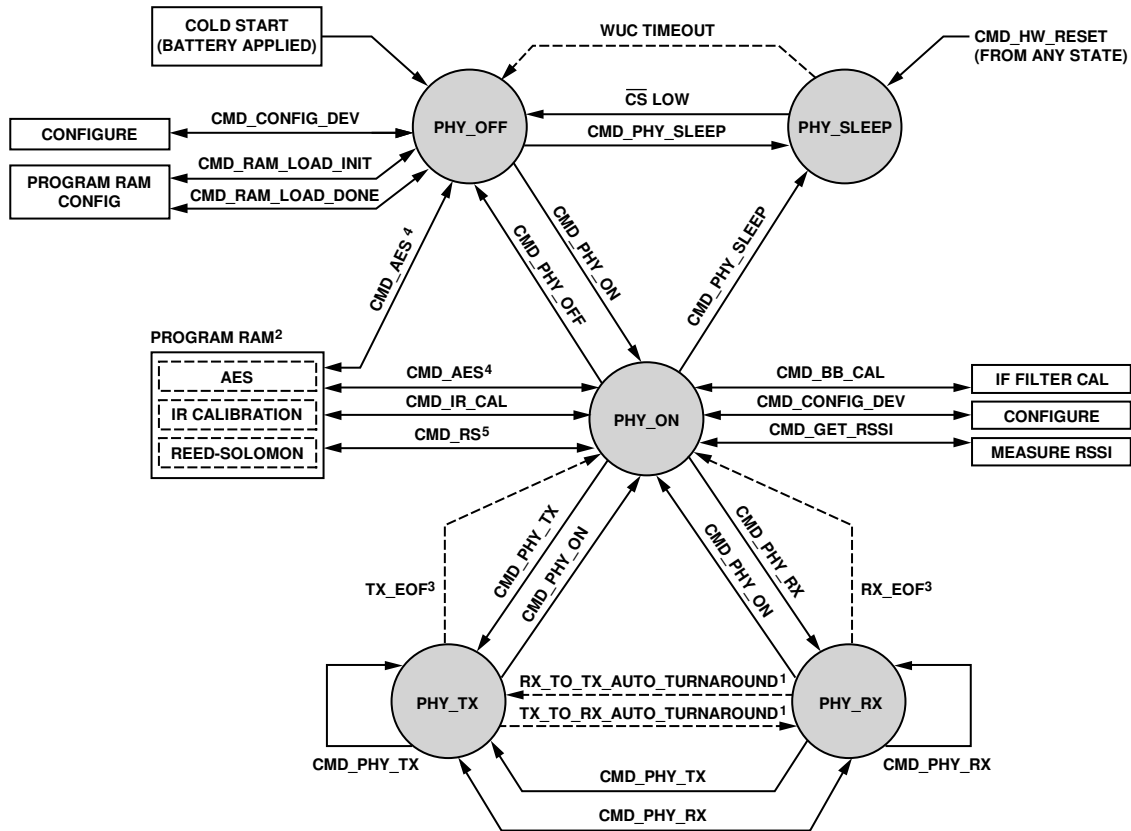 COLD START
(BATTERY APPLIED)
WUC TIMEOUT
CMD_HW_RESET
(FROM ANY STATE)
CONFIGURE
CMD_CONFIG_DEV
PHY_OFF
CS LOW
CMD_PHY_SLEEP
PHY_SLEEP
PROGRAM RAM
CONFIG
CMD_RAM_LOAD_INIT
CMD_RAM_LOAD_DONE
CMD_AES 4
CMD_PHY_OFF
CMD_PHY_ON
CMD_PHY_SLEEP
PROGRAM RAM2
AES
IR CALIBRATION
REED-SOLOMON
CMD_AES4
CMD_IR_CAL
CMD_RS5
PHY_ON
CMD_BB_CAL
CMD_CONFIG_DEV
CMD_GET_RSSI
IF FILTER CAL
CONFIGURE
MEASURE RSSI
TX_EOF3
CMD_PHY_TX
CMD_PHY_ON
CMD_PHY_ON
CMD_PHY_RX
RX_EOF3
PHY_TX
RX_TO_TX_AUTO_TURNAROUND1
TX_TO_RX_AUTO_TURNAROUND1
PHY_RX
CMD_PHY_TX
CMD_PHY_TX
CMD_PHY_RX
CMD_PHY_RX